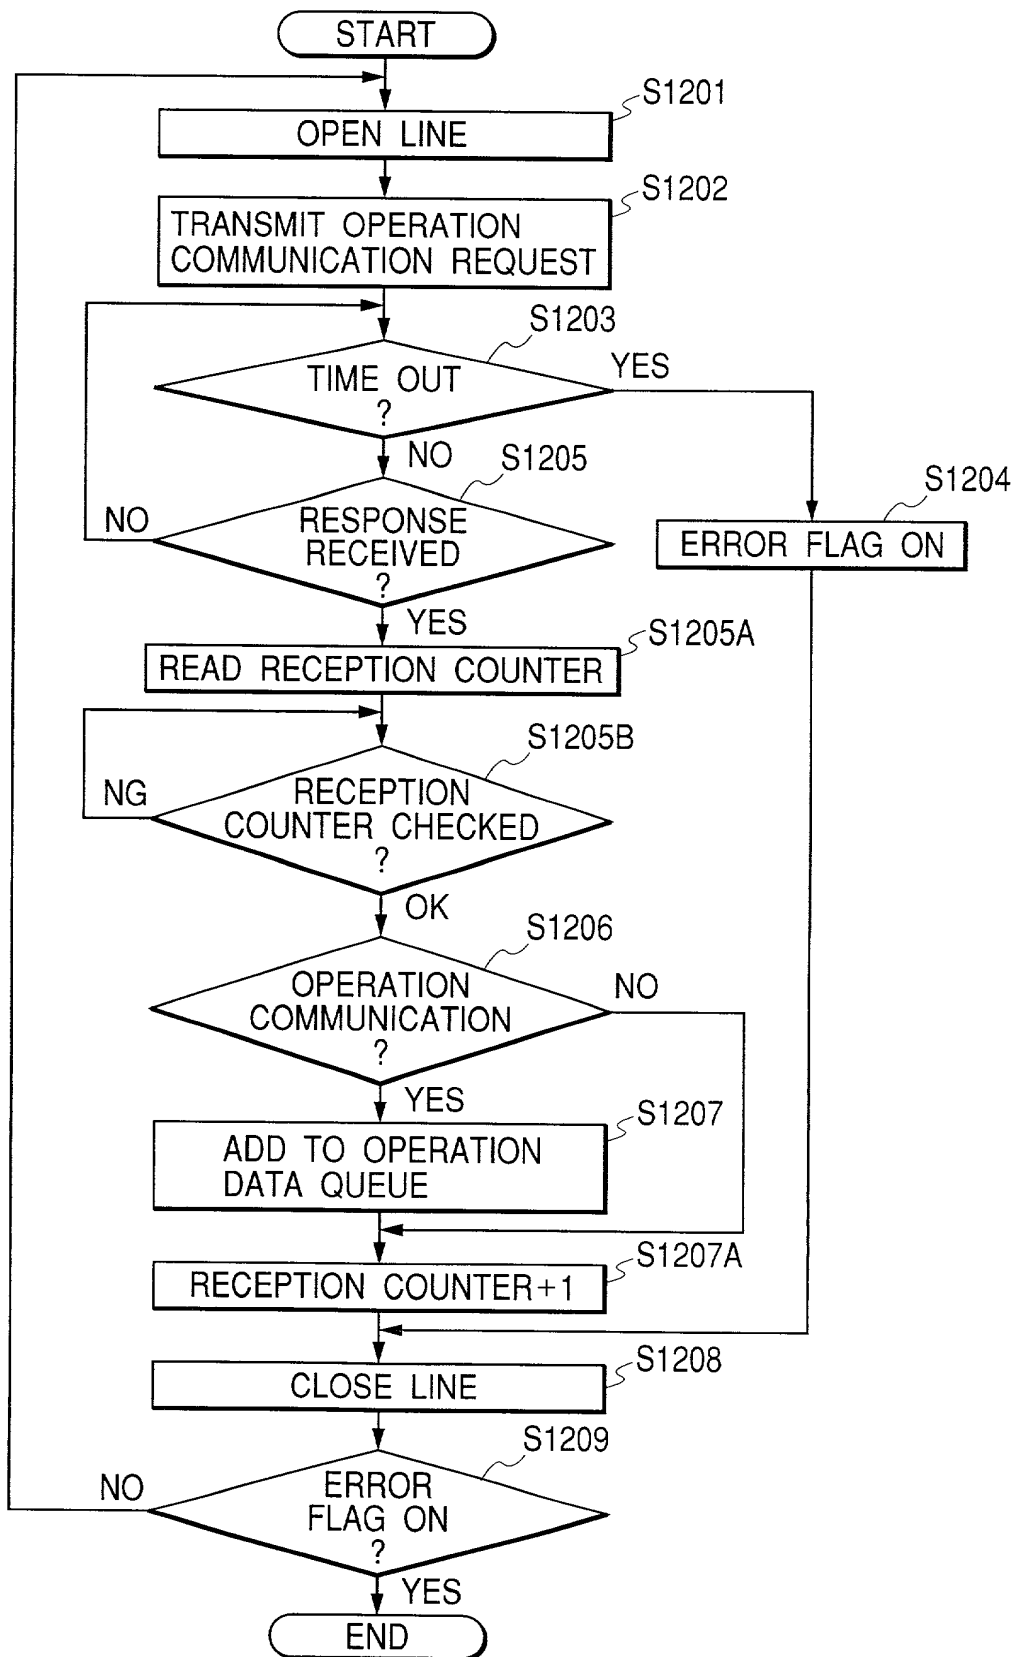 START
S1201
OPEN LINE
S1202
TRANSMIT OPERATION
COMMUNICATION REQUEST
S1203
TIME OUT
?
YES
NO
S1205
S1204
NO
RESPONSE
RECEIVED
?
ERROR FLAG ON
YES
S1205A
READ RECEPTION COUNTER
S1205B
NG
RECEPTION
COUNTER CHECKED
?
OK
S1206
OPERATION
COMMUNICATION
?
NO
YES
S1207
ADD TO OPERATION
DATA QUEUE
S1207A
RECEPTION COUNTER+1
S1208
CLOSE LINE
S1209
NO
ERROR
FLAG ON
?
YES
END